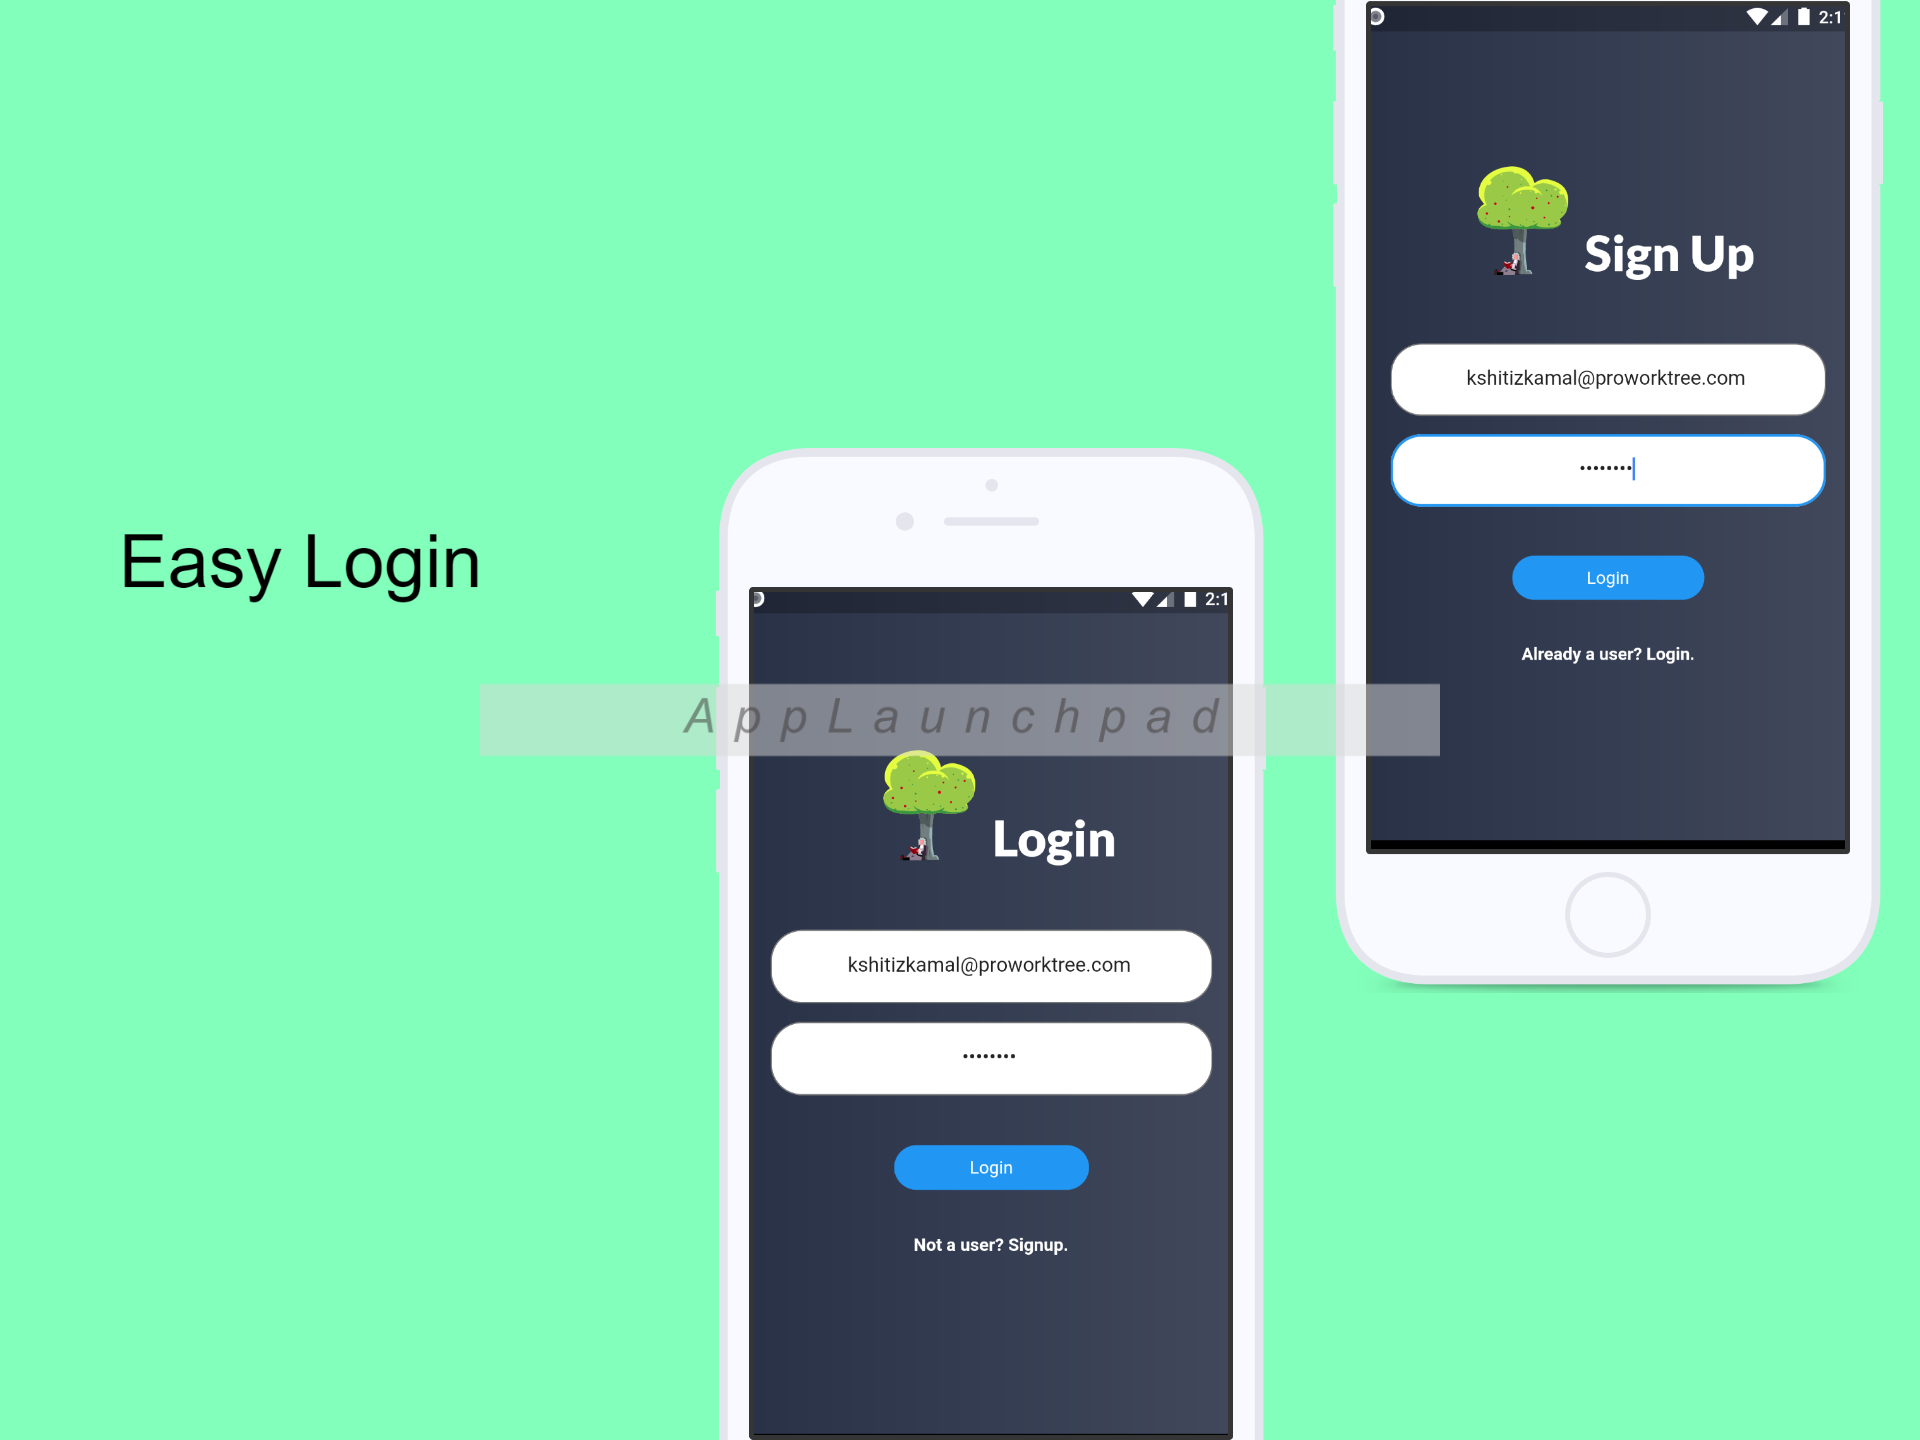 Easy Login
AppLaunchpad
2:1
Login
kshitizkamal@proworktree.com
••••••••
Login
Not a user? Signup.
2:1
Sign Up
kshitizkamal@proworktree.com
••••••••
Login
Already a user? Login.